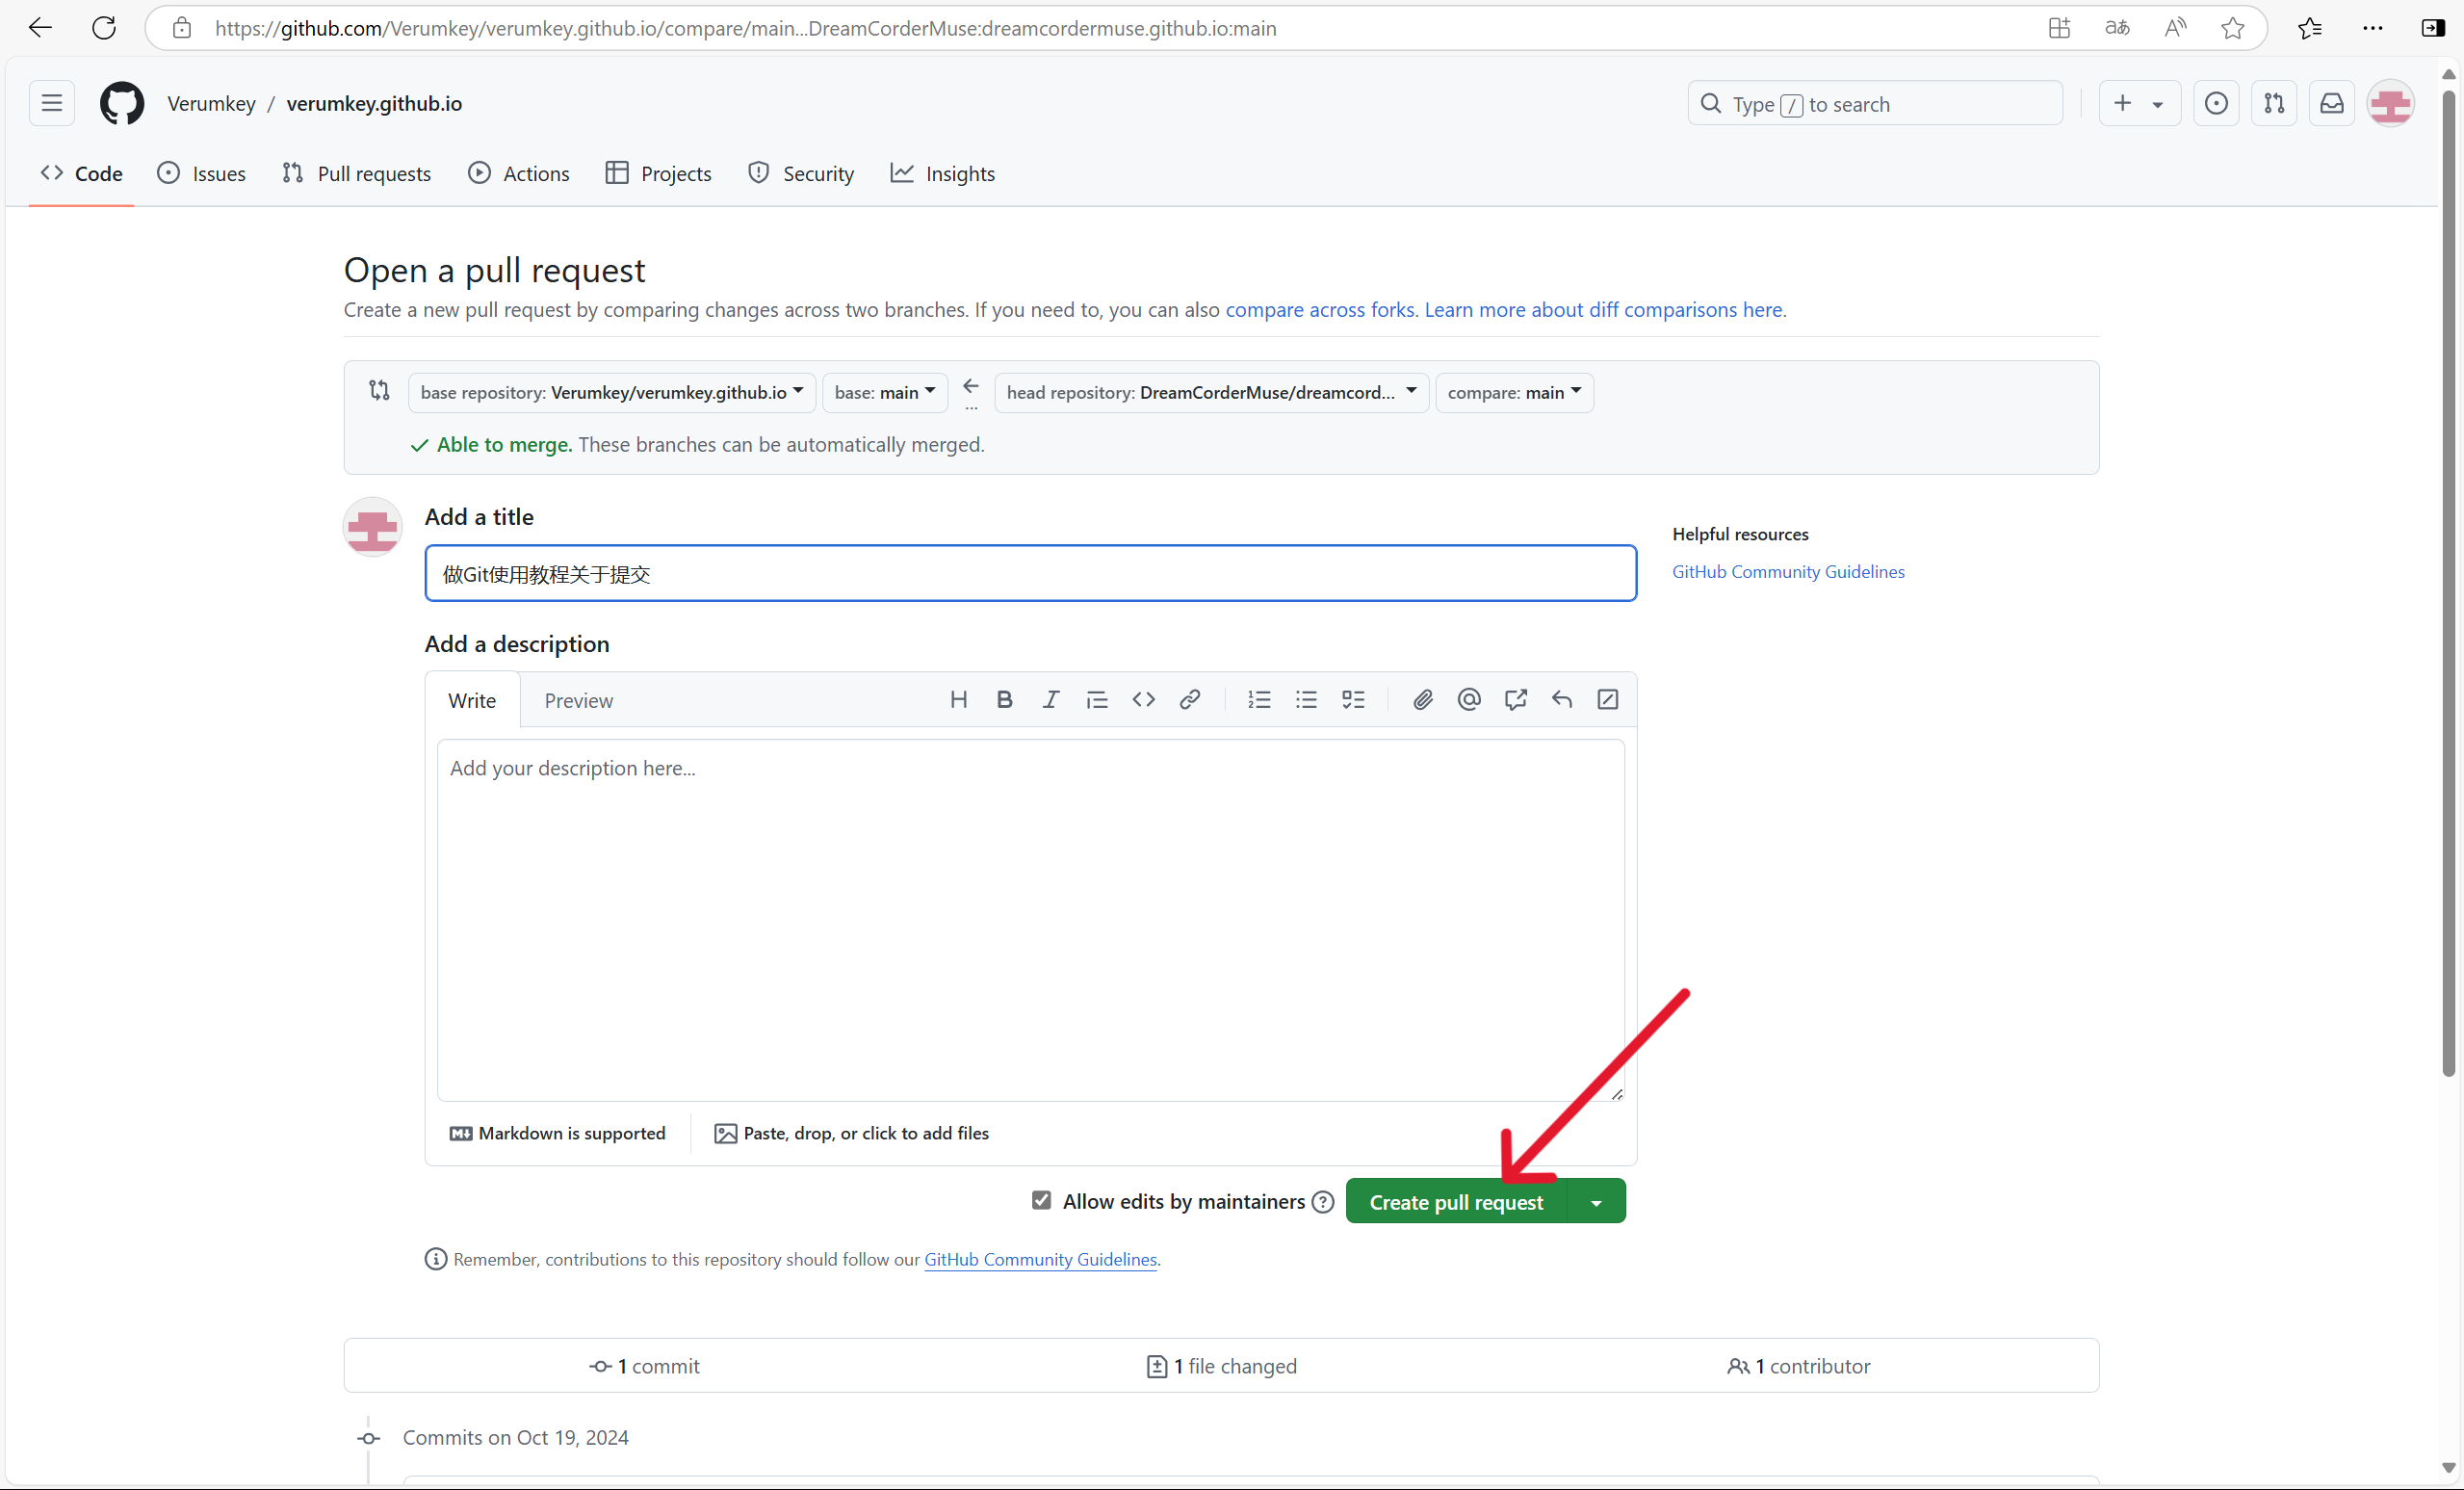 https://github.com/Verumkey/verumkey.github.io/compare/main...DreamCorderMuse:dreamcordermuse.github.io:main
Verumkey / verumkey.github.io
Type / to search
Code Issues Pull requests Actions Projects Security Insights
Open a pull request
Create a new pull request by comparing changes across two branches. If you need to, you can also compare across forks. Learn more about diff comparisons here.
base repository: Verumkey/verumkey.github.io base: main ... head repository: DreamCorderMuse/dreamcord... compare: main
Able to merge. These branches can be automatically merged.
Add a title
做Git使用教程关于提交
Helpful resources
GitHub Community Guidelines
Add a description
Write Preview
Add your description here...
Markdown is supported Paste, drop, or click to add files
Allow edits by maintainers Create pull request
Remember, contributions to this repository should follow our GitHub Community Guidelines.
1 commit 1 file changed 1 contributor
Commits on Oct 19, 2024